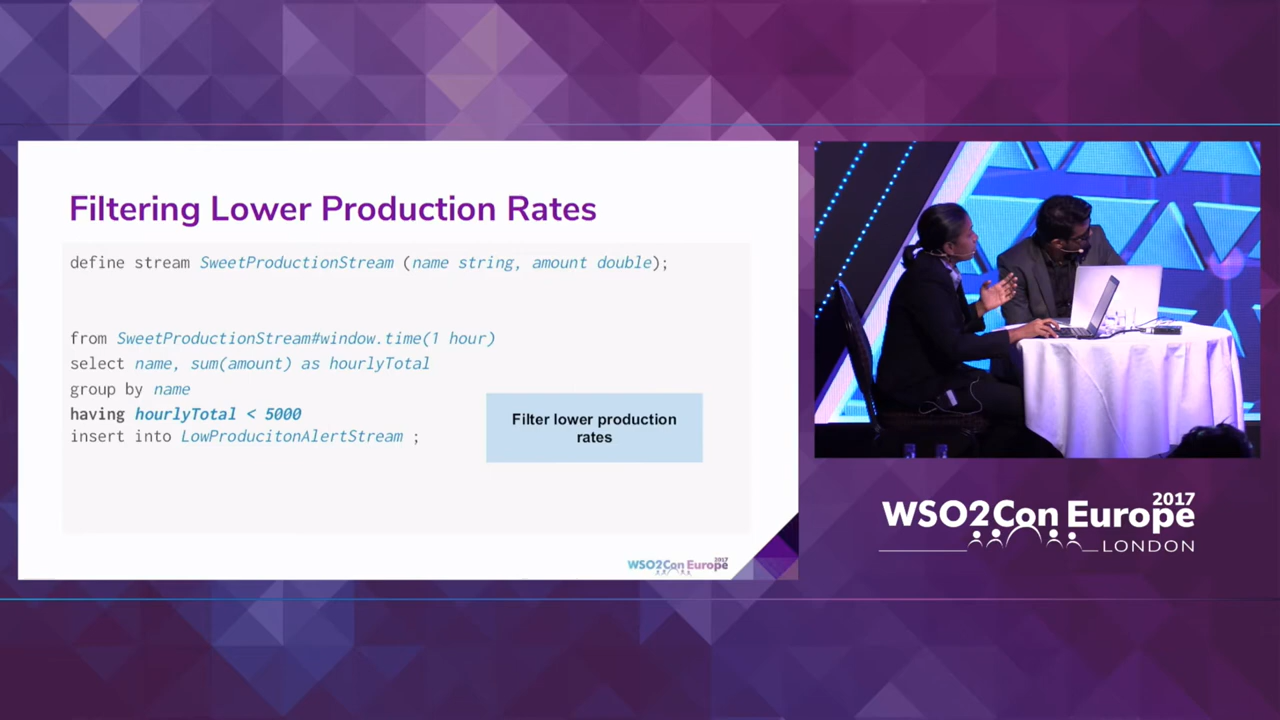 Filtering Lower Production Rates
define stream SweetProductionStream (name string, amount double);
from SweetProductionStream#window.time(1 hour)
select name, sum(amount) as hourlyTotal
group by name
having hourlyTotal < 5000
insert into LowProducitonAlertStream ;
Filter lower production
rates
WSO2Con Europe 2017
WSO2Con Europe 2017
LONDON